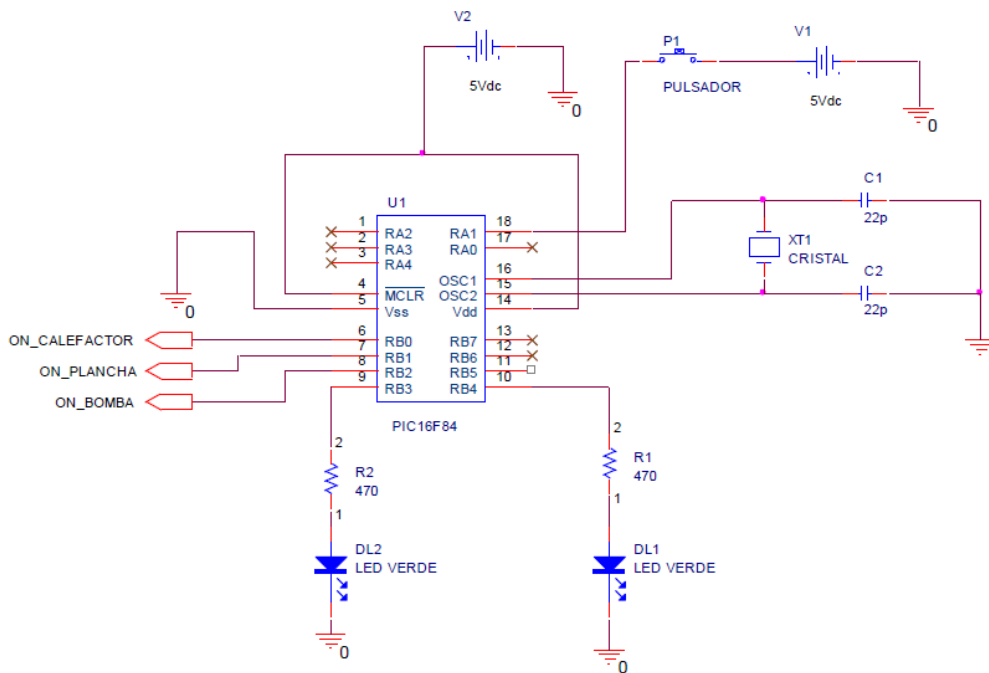 V2
5Vdc
0
P1
PULSADOR
V1
5Vdc
0
U1
1 RA2 RA1 18
2 RA3 RA0 17
3 RA4
OSC1 16
4 MCLR OSC2 15
5 Vss Vdd 14
6 RB0 RB7 13
7 RB1 RB6 12
8 RB2 RB5 11
9 RB3 RB4 10
PIC16F84
0
ON_CALEFACTOR
ON_PLANCHA
ON_BOMBA
C1
22p
XT1
CRISTAL
C2
22p
2
R2
470
1
DL2
LED VERDE
0
2
R1
470
1
DL1
LED VERDE
0